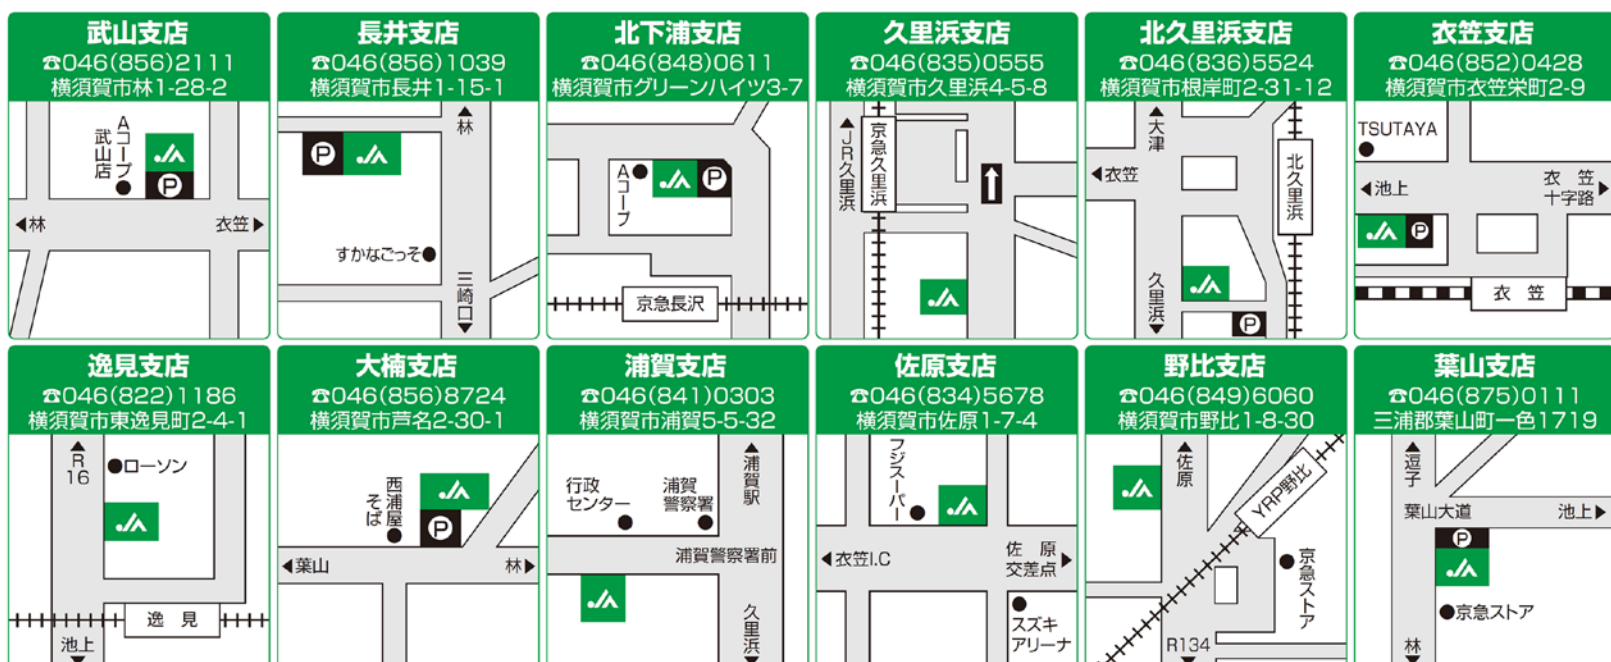 武山支店
☎046(856)2111
横須賀市林1-28-2
Aコープ
武山店
JA
P
◀林
衣笠▶
長井支店
☎046(856)1039
横須賀市長井1-15-1
▲林
P
JA
すかなごっそ
三崎口▼
北下浦支店
☎046(848)0611
横須賀市グリーンハイツ3-7
Aコープ
JA
P
京急長沢
久里浜支店
☎046(835)0555
横須賀市久里浜4-5-8
▲JR久里浜
京急久里浜
JA
北久里浜支店
☎046(836)5524
横須賀市根岸町2-31-12
▲大津
◀衣笠
北久里浜
久里浜▼
JA
P
衣笠支店
☎046(852)0428
横須賀市衣笠栄町2-9
TSUTAYA
◀池上
衣笠
十字路▶
JA
P
衣笠
逸見支店
☎046(822)1186
横須賀市東逸見町2-4-1
▲R16
ローソン
JA
逸見
池上▼
大楠支店
☎046(856)8724
横須賀市芦名2-30-1
西浦屋
そば
JA
P
◀葉山
林▶
浦賀支店
☎046(841)0303
横須賀市浦賀5-5-32
▲浦賀駅
行政
センター
浦賀
警察署
浦賀警察署前
JA
久里浜▼
佐原支店
☎046(834)5678
横須賀市佐原1-7-4
フジスーパー
JA
◀衣笠I.C
佐原
交差点▶
スズキ
アリーナ
野比支店
☎046(849)6060
横須賀市野比1-8-30
▲佐原
JA
YRP野比
京急ストア
R134
▼
葉山支店
☎046(875)0111
三浦郡葉山町一色1719
▲逗子
葉山大道
池上▶
P
JA
京急ストア
林▼